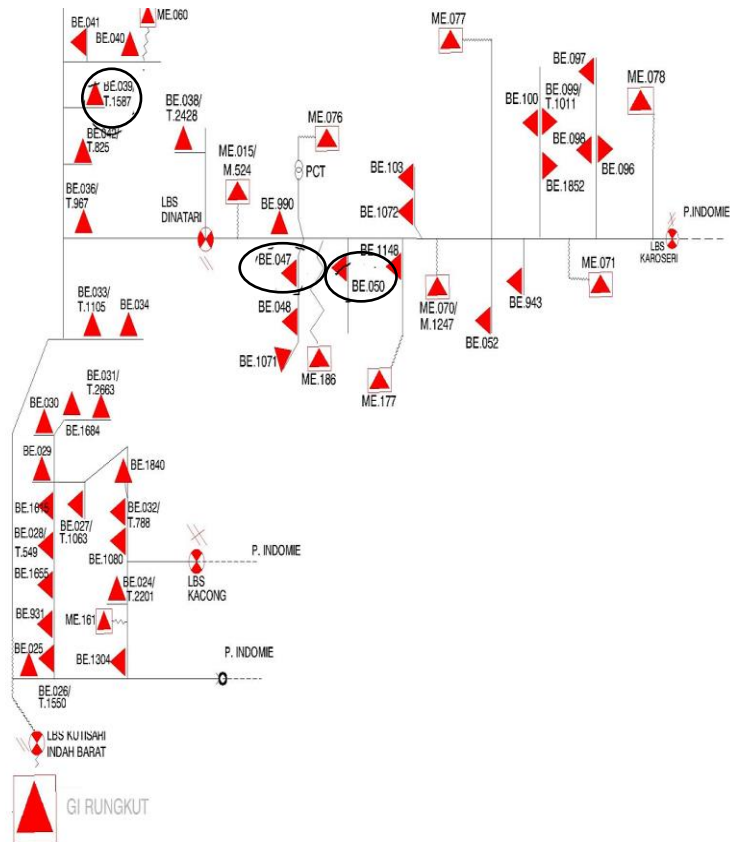 BE.041
BE.040
ME.060
BE.039/
T.1587
BE.042/
T.825
BE.038/
T.2428
BE.036/
T.967
LBS
DINATARI
ME.015/
M.524
BE.990
ME.076
PCT
BE.103
BE.1072
ME.077
BE.100
BE.099/
T.1011
BE.1852
BE.097
BE.098
BE.096
ME.078
P.INDOMIE
LBS
KAROSERI
BE.047
BE.048
BE.1071
ME.186
BE.050
BE.1148
ME.177
ME.070/
M.1247
BE.052
BE.943
ME.071
BE.033/
T.1105
BE.034
BE.030
BE.031/
T.2663
BE.1684
BE.029
BE.1840
BE.1615
BE.027/
T.1063
BE.032/
T.788
BE.028/
T.549
BE.1080
BE.1655
BE.024/
T.2201
LBS
KACONG
P. INDOMIE
BE.931
ME.161
BE.025
BE.1304
P. INDOMIE
BE.026/
T.1550
LBS KUTISARI
INDAH BARAT
GI RUNGKUT